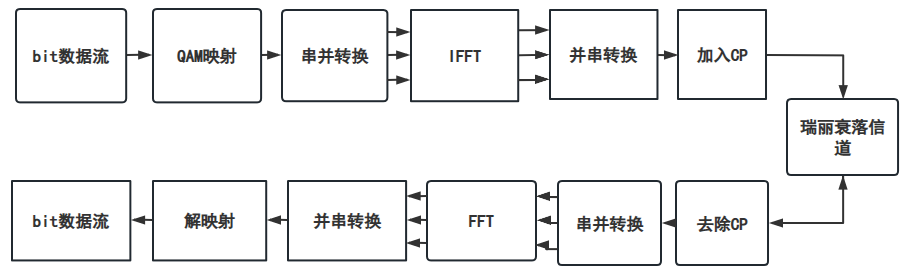 bit数据流
QAM映射
串并转换
IFFT
并串转换
加入CP
瑞丽衰落信
道
bit数据流
解映射
并串转换
FFT
串并转换
去除CP